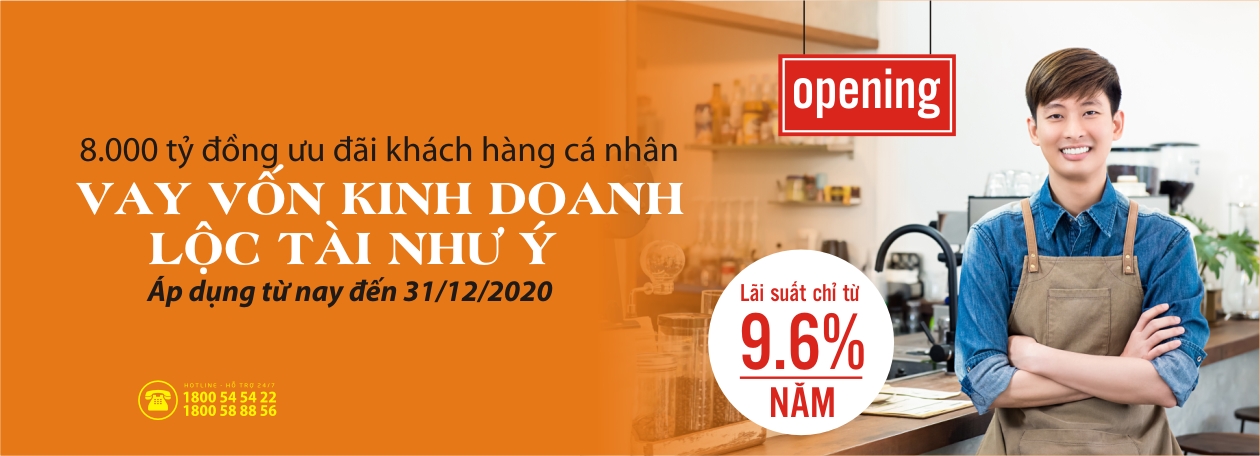 8.000 tỷ đồng ưu đãi khách hàng cá nhân
VAY VỐN KINH DOANH
LỘC TÀI NHƯ Ý
Áp dụng từ nay đến 31/12/2020
HOTLINE - HỖ TRỢ 24/7
1800 54 54 22
1800 58 88 56
opening
Lãi suất chỉ từ
9.6%
NĂM